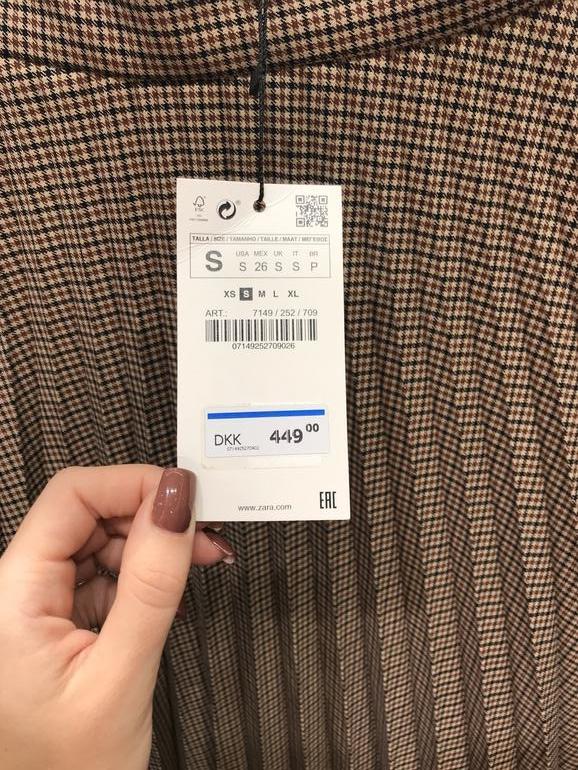 FSC
TALLA / SIZE / TAMANHO / TAILLE / MAAT /
S
USA MEX UK IT BR
S 26 S S P
XS S M L XL
ART.: 7149 / 252 / 709
07149252709026
DKK 449 00
www.zara.com
EAC